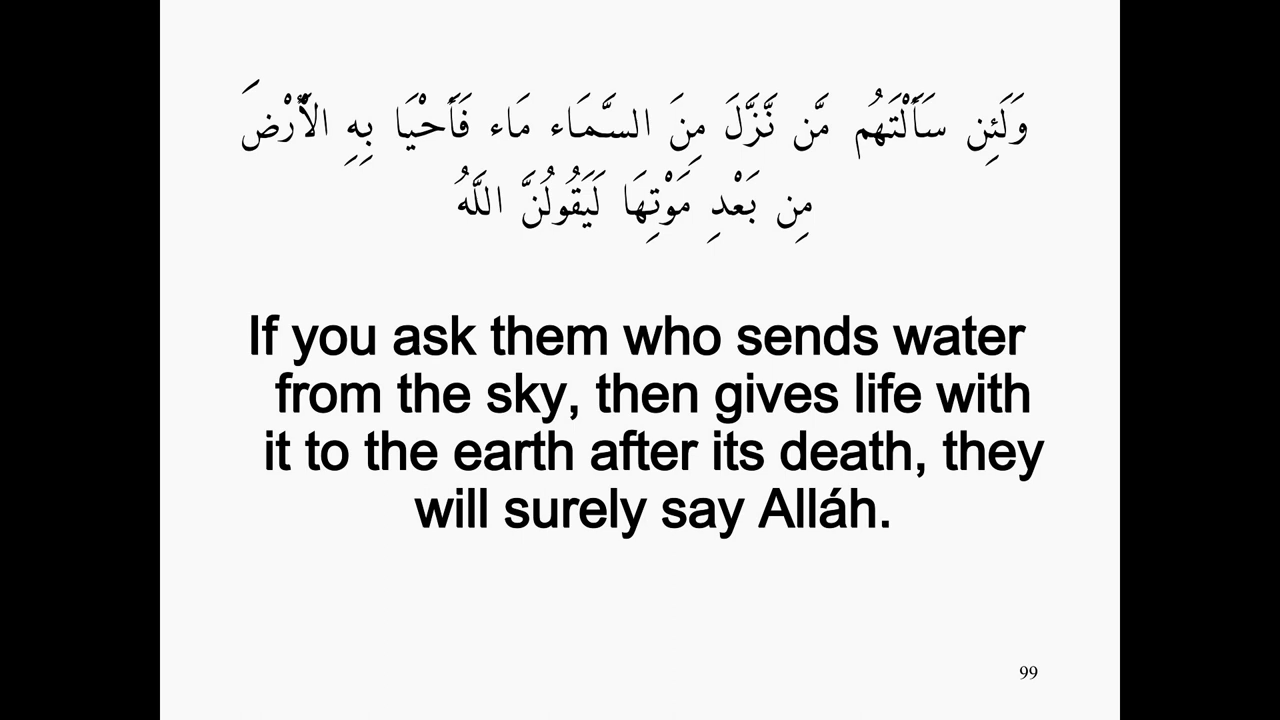 وَلَئِن سَأَلْتَهُم مَّن نَّزَّلَ مِنَ السَّمَاء مَاء فَأَحْيَا بِهِ الْأَرْضَ
مِن بَعْدِ مَوْتِهَا لَيَقُولُنَّ اللَّهُ
If you ask them who sends water
from the sky, then gives life with
it to the earth after its death, they
will surely say Alláh.
99